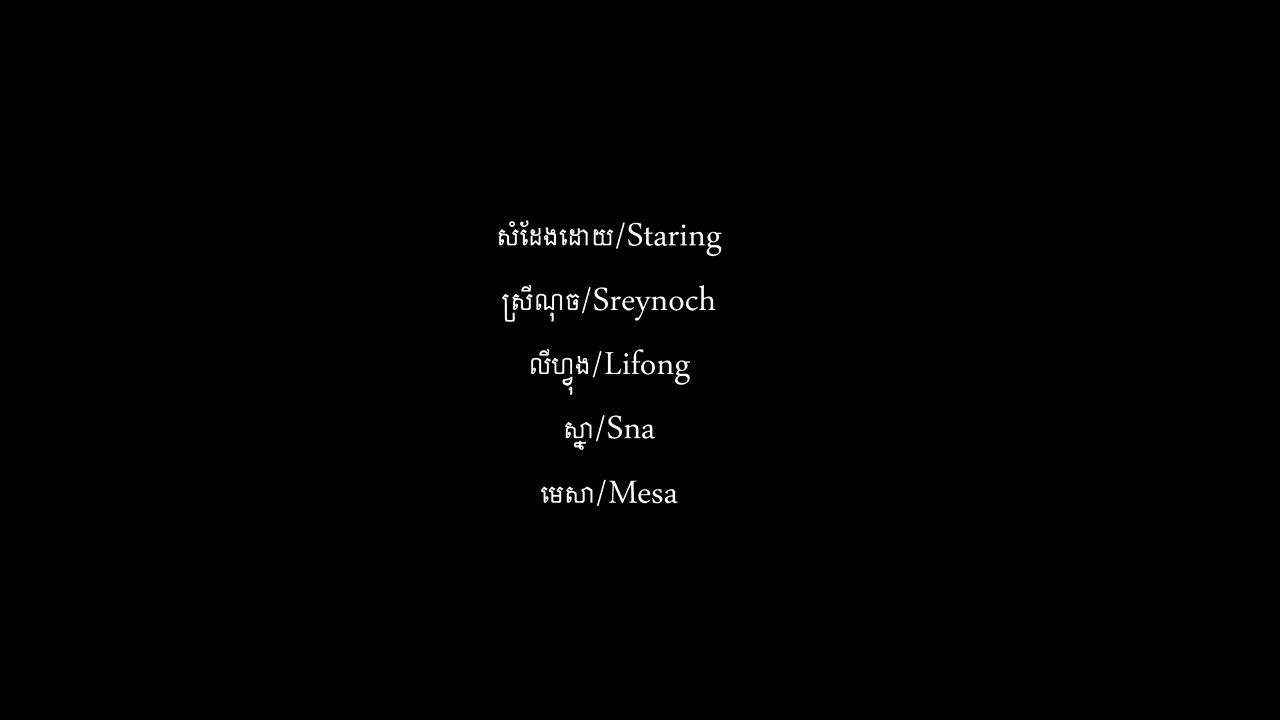 សំដែងដោយ/Staring
ស្រីណុច/Sreynoch
លីហ្វុង/Lifong
ស្នា/Sna
មេសា/Mesa